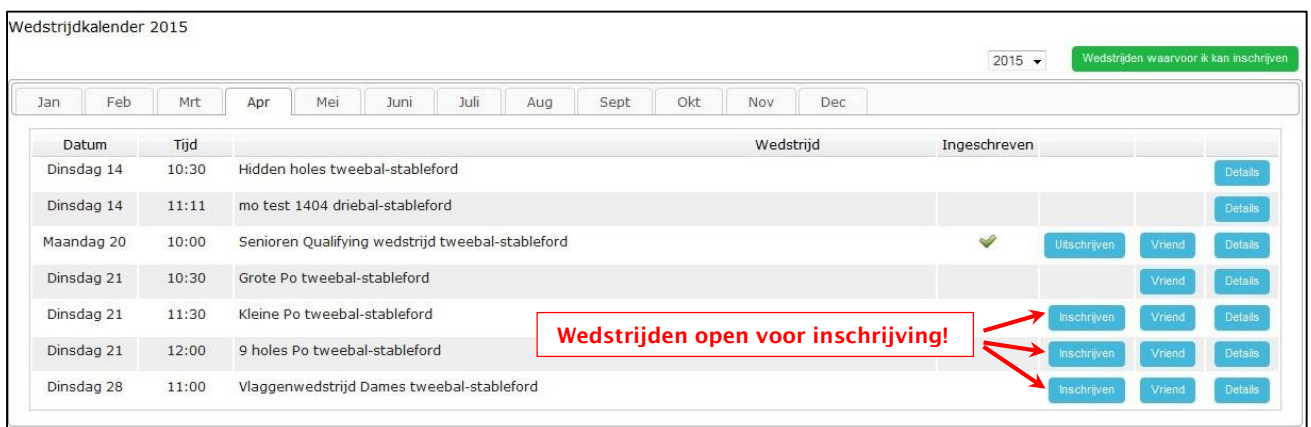 Wedstrijdkalender 2015
2015 Wedstrijden waarvoor ik kan inschrijven
Jan Feb Mrt Apr Mei Juni Juli Aug Sept Okt Nov Dec
Datum Tijd Wedstrijd Ingeschreven
Dinsdag 14 10:30 Hidden holes tweebal-stableford Details
Dinsdag 14 11:11 mo test 1404 driebal-stableford Details
Maandag 20 10:00 Senioren Qualifying wedstrijd tweebal-stableford Uitschrijven Vriend Details
Dinsdag 21 10:30 Grote Po tweebal-stableford Vriend Details
Dinsdag 21 11:30 Kleine Po tweebal-stableford Inschrijven Vriend Details
Wedstrijden open voor inschrijving!
Dinsdag 21 12:00 9 holes Po tweebal-stableford Inschrijven Vriend Details
Dinsdag 28 11:00 Vlaggenwedstrijd Dames tweebal-stableford Inschrijven Vriend Details